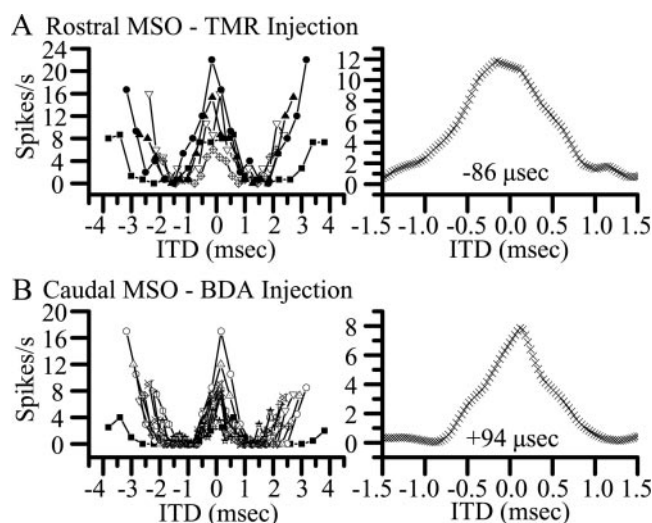 A Rostral MSO - TMR Injection
Spikes/s
24
20
16
12
8
4
0
-4 -3 -2 -1 0 1 2 3 4
ITD (msec)
12
10
8
6
4
2
0
-86 μsec
-1.5 -1.0 -0.5 0.0 0.5 1.0 1.5
ITD (msec)
B Caudal MSO - BDA Injection
Spikes/s
20
16
12
8
4
0
-4 -3 -2 -1 0 1 2 3 4
ITD (msec)
8
6
4
2
0
+94 μsec
-1.5 -1.0 -0.5 0.0 0.5 1.0 1.5
ITD (msec)